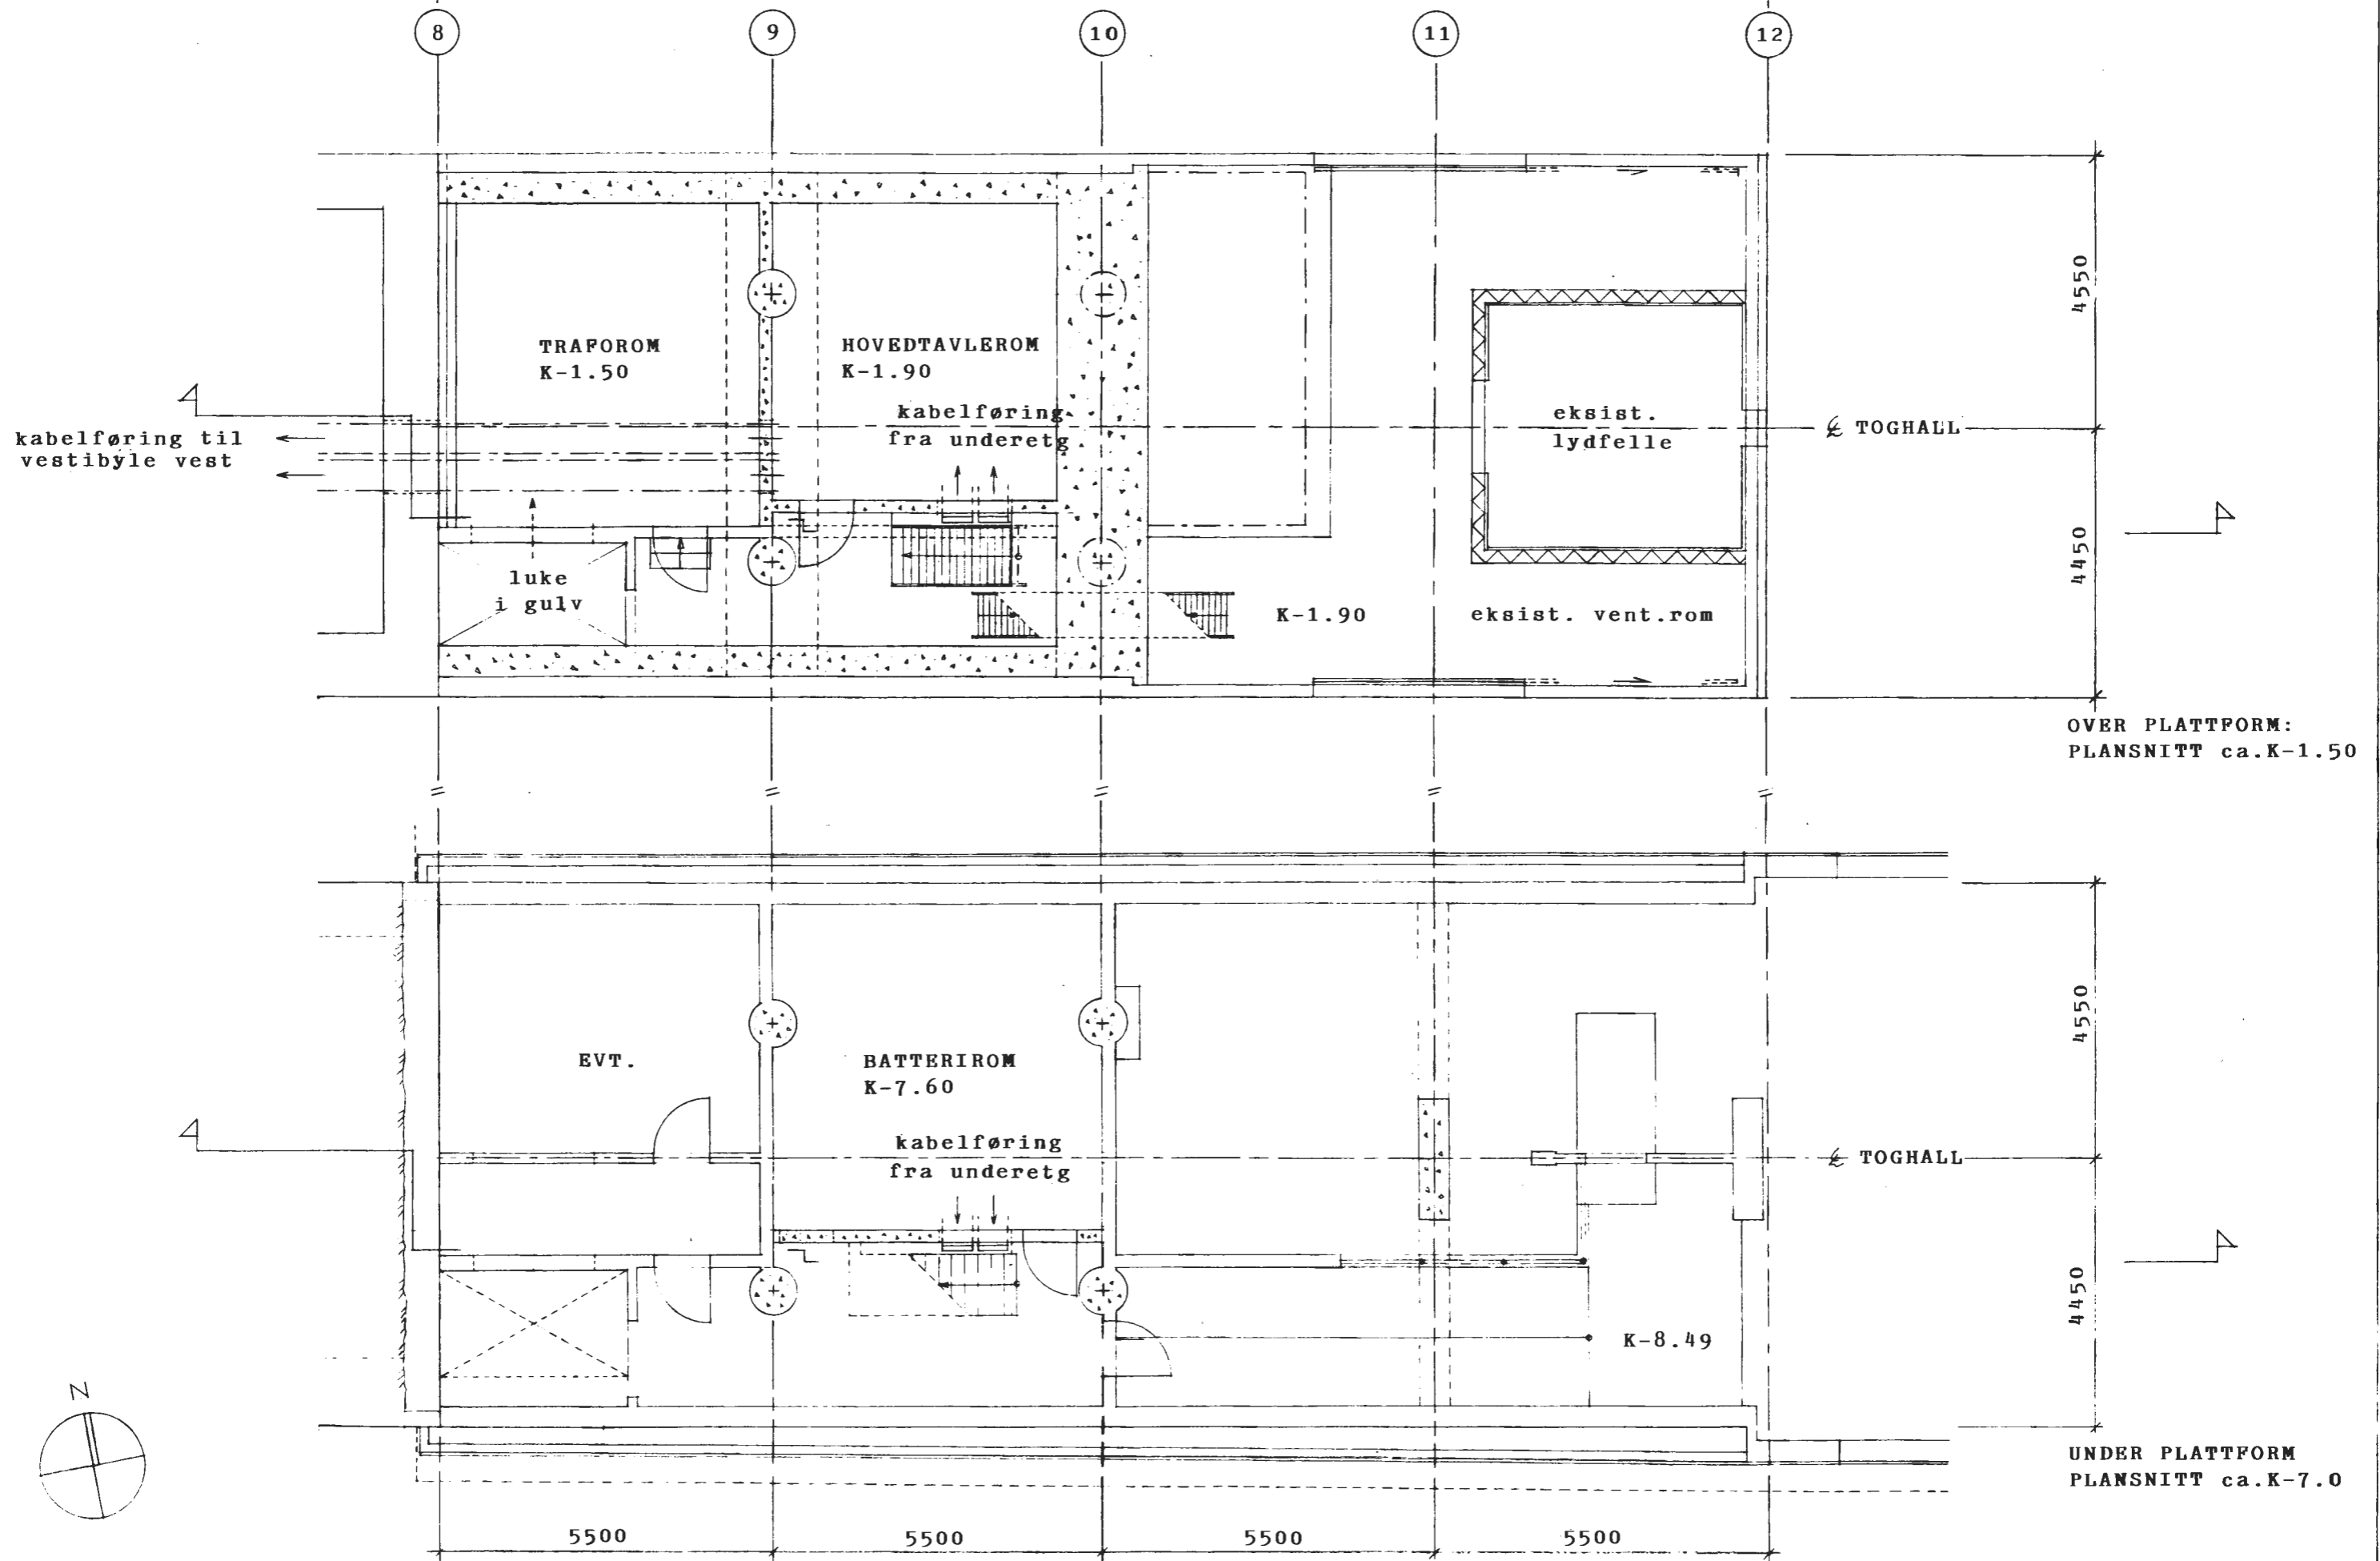 8
9
10
11
12
TRAFOROM
K-1.50
HOVEDTAVLEROM
K-1.90
kabelføring
fra underetg
kabelføring til
vestibyle vest
eksist.
lydfelle
℄ TOGHALL
4550
luke
i gulv
K-1.90
eksist. vent.rom
4450
OVER PLATTFORM:
PLANSNITT ca.K-1.50
EVT.
BATTERIROM
K-7.60
kabelføring
fra underetg
℄ TOGHALL
4550
K-8.49
4450
N
UNDER PLATTFORM
PLANSNITT ca.K-7.0
5500
5500
5500
5500